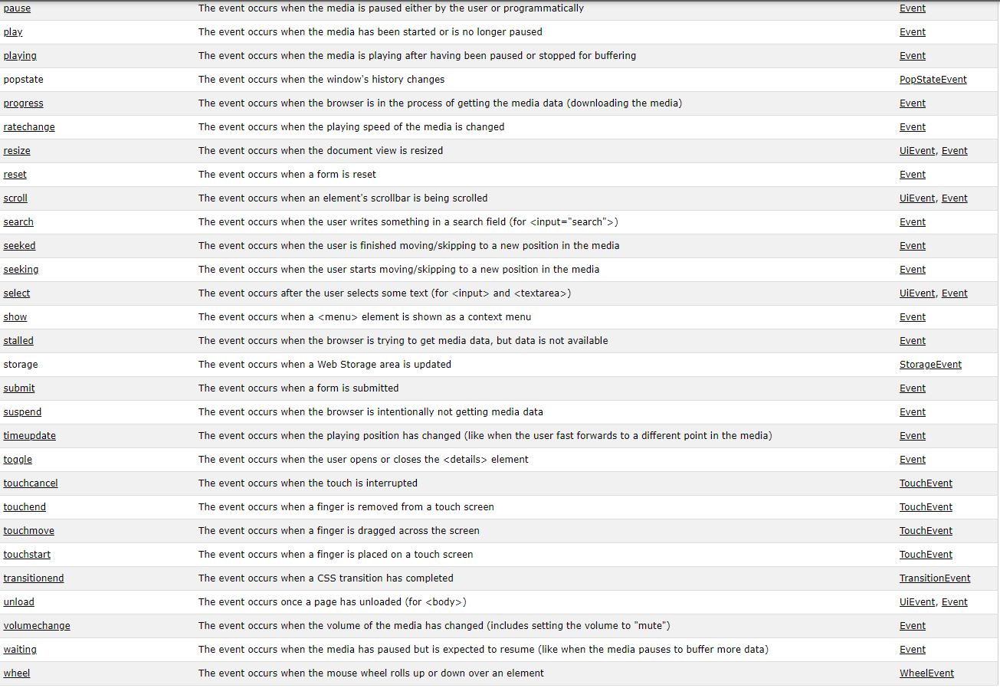 pause The event occurs when the media is paused either by the user or programmatically Event
play The event occurs when the media has been started or is no longer paused Event
playing The event occurs when the media is playing after having been paused or stopped for buffering Event
popstate The event occurs when the window's history changes PopStateEvent
progress The event occurs when the browser is in the process of getting the media data (downloading the media) Event
ratechange The event occurs when the playing speed of the media is changed Event
resize The event occurs when the document view is resized UiEvent, Event
reset The event occurs when a form is reset Event
scroll The event occurs when an element's scrollbar is being scrolled UiEvent, Event
search The event occurs when the user writes something in a search field (for <input="search">) Event
seeked The event occurs when the user is finished moving/skipping to a new position in the media Event
seeking The event occurs when the user starts moving/skipping to a new position in the media Event
select The event occurs after the user selects some text (for <input> and <textarea>) UiEvent, Event
show The event occurs when a <menu> element is shown as a context menu Event
stalled The event occurs when the browser is trying to get media data, but data is not available Event
storage The event occurs when a Web Storage area is updated StorageEvent
submit The event occurs when a form is submitted Event
suspend The event occurs when the browser is intentionally not getting media data Event
timeupdate The event occurs when the playing position has changed (like when the user fast forwards to a different point in the media) Event
toggle The event occurs when the user opens or closes the <details> element Event
touchcancel The event occurs when the touch is interrupted TouchEvent
touchend The event occurs when a finger is removed from a touch screen TouchEvent
touchmove The event occurs when a finger is dragged across the screen TouchEvent
touchstart The event occurs when a finger is placed on a touch screen TouchEvent
transitionend The event occurs when a CSS transition has completed TransitionEvent
unload The event occurs once a page has unloaded (for <body>) UiEvent, Event
volumechange The event occurs when the volume of the media has changed (includes setting the volume to "mute") Event
waiting The event occurs when the media has paused but is expected to resume (like when the media pauses to buffer more data) Event
wheel The event occurs when the mouse wheel rolls up or down over an element WheelEvent